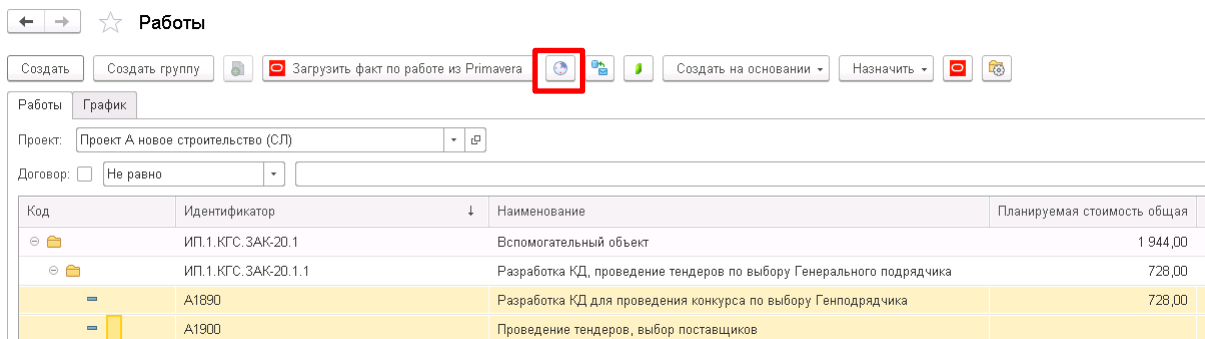 Работы
Создать Создать группу Загрузить факт по работе из Primavera Создать на основании Назначить
Работы График
Проект: Проект А новое строительство (СЛ)
Договор: Не равно
Код Идентификатор ↓ Наименование Планируемая стоимость общая
ИП.1.КГС.ЗАК-20.1 Вспомогательный объект 1 944,00
ИП.1.КГС.ЗАК-20.1.1 Разработка КД, проведение тендеров по выбору Генерального подрядчика 728,00
А1890 Разработка КД для проведения конкурса по выбору Генподрядчика 728,00
А1900 Проведение тендеров, выбор поставщиков